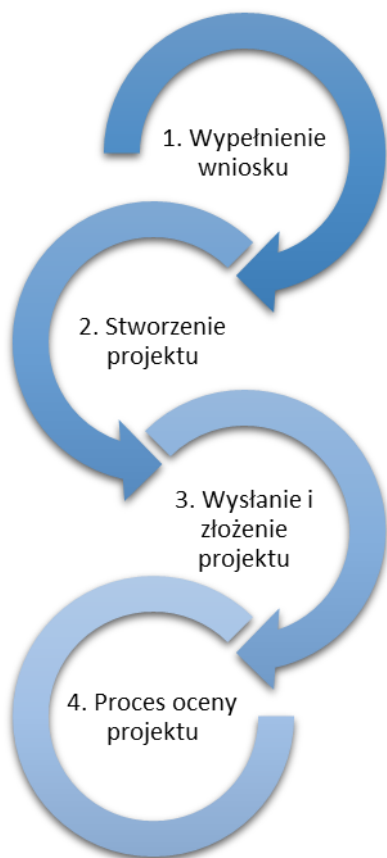 1. Wypełnienie
wniosku
2. Stworzenie
projektu
3. Wysłanie i
złożenie
projektu
4. Proces oceny
projektu